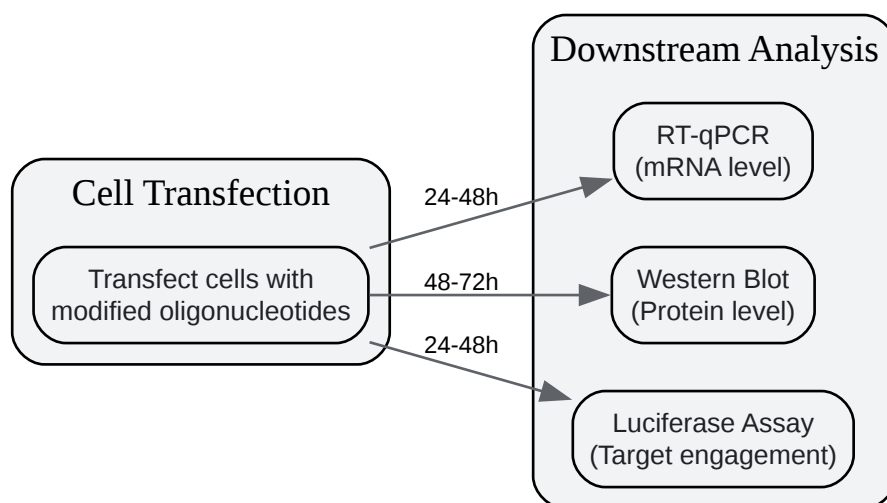 Cell Transfection
Transfect cells with
modified oligonucleotides
24-48h
48-72h
24-48h
Downstream Analysis
RT-qPCR
(mRNA level)
Western Blot
(Protein level)
Luciferase Assay
(Target engagement)